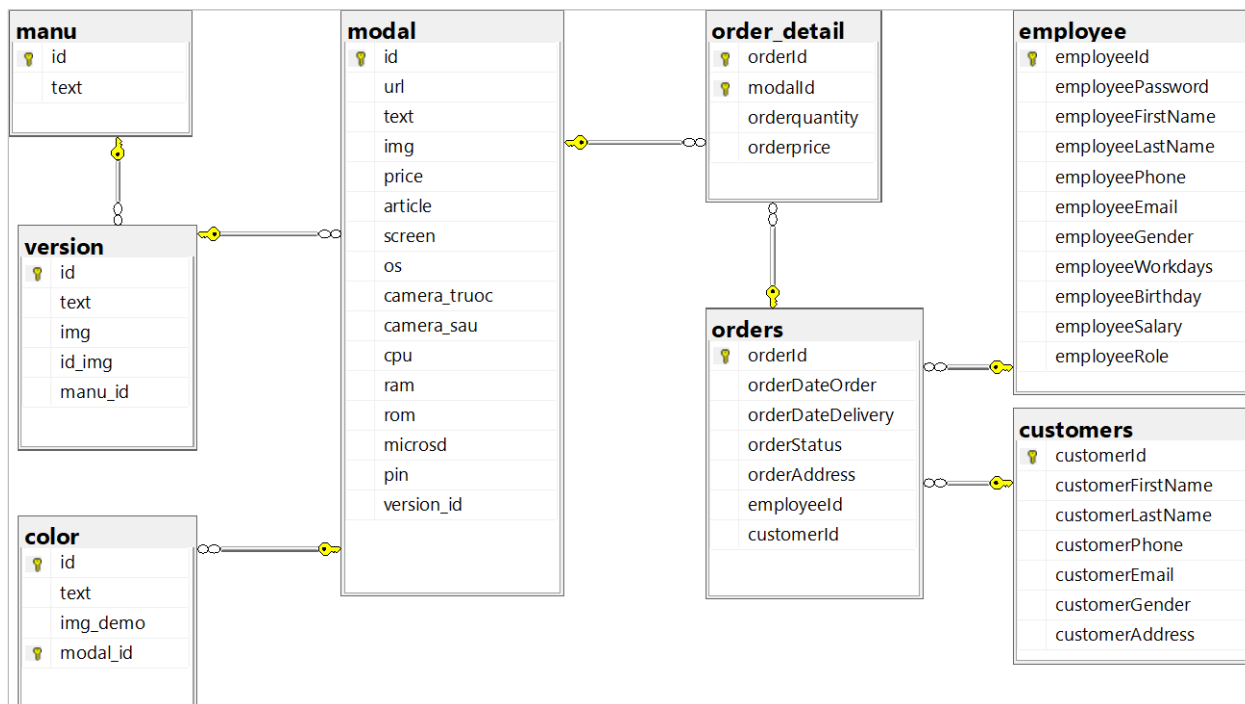 manu
id
text
version
id
text
img
id_img
manu_id
color
id
text
img_demo
modal_id
modal
id
url
text
img
price
article
screen
os
camera_truoc
camera_sau
cpu
ram
rom
microsd
pin
version_id
order_detail
orderId
modalId
orderquantity
orderprice
orders
orderId
orderDateOrder
orderDateDelivery
orderStatus
orderAddress
employeeId
customerId
employee
employeeId
employeePassword
employeeFirstName
employeeLastName
employeePhone
employeeEmail
employeeGender
employeeWorkdays
employeeBirthday
employeeSalary
employeeRole
customers
customerId
customerFirstName
customerLastName
customerPhone
customerEmail
customerGender
customerAddress